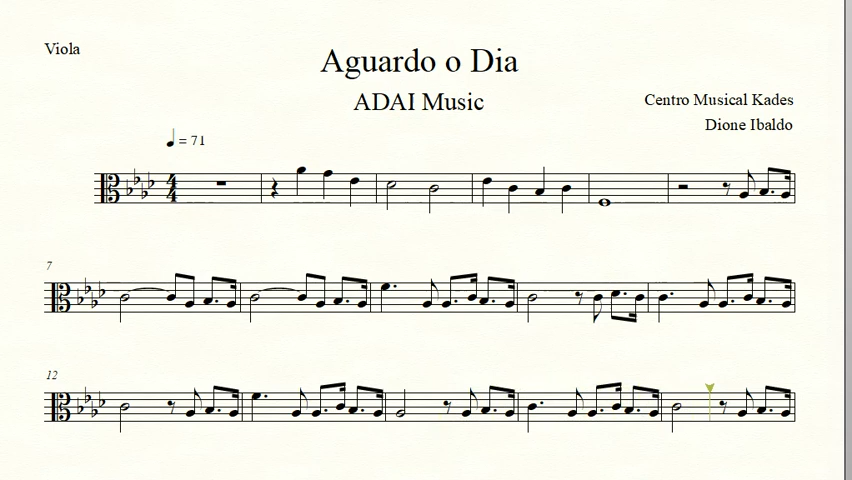 Viola
Aguardo o Dia
ADAI Music
Centro Musical Kades
Dione Ibaldo
= 71
4
4
7
12